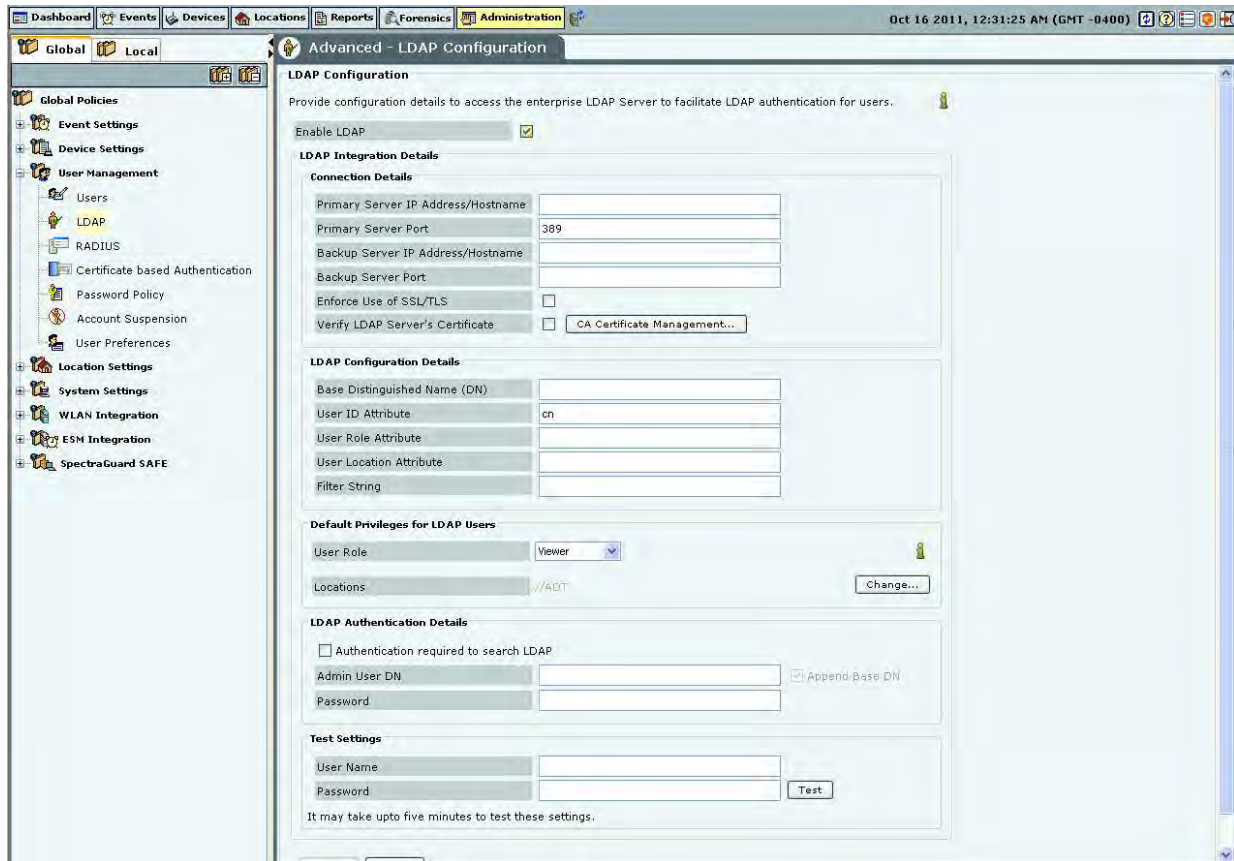 Dashboard Events Devices Locations Reports Forensics Administration Oct 16 2011, 12:31:25 AM (GMT -0400)
Global Local
Advanced - LDAP Configuration
Global Policies
Event Settings
Device Settings
User Management
Users
LDAP
RADIUS
Certificate based Authentication
Password Policy
Account Suspension
User Preferences
Location Settings
System Settings
WLAN Integration
ESM Integration
SpectraGuard SAFE
LDAP Configuration
Provide configuration details to access the enterprise LDAP Server to facilitate LDAP authentication for users.
Enable LDAP
LDAP Integration Details
Connection Details
Primary Server IP Address/Hostname
Primary Server Port 389
Backup Server IP Address/Hostname
Backup Server Port
Enforce Use of SSL/TLS
Verify LDAP Server's Certificate CA Certificate Management...
LDAP Configuration Details
Base Distinguished Name (DN)
User ID Attribute cn
User Role Attribute
User Location Attribute
Filter String
Default Privileges for LDAP Users
User Role Viewer
Locations //ADT Change...
LDAP Authentication Details
Authentication required to search LDAP
Admin User DN Append Base DN
Password
Test Settings
User Name
Password Test
It may take upto five minutes to test these settings.